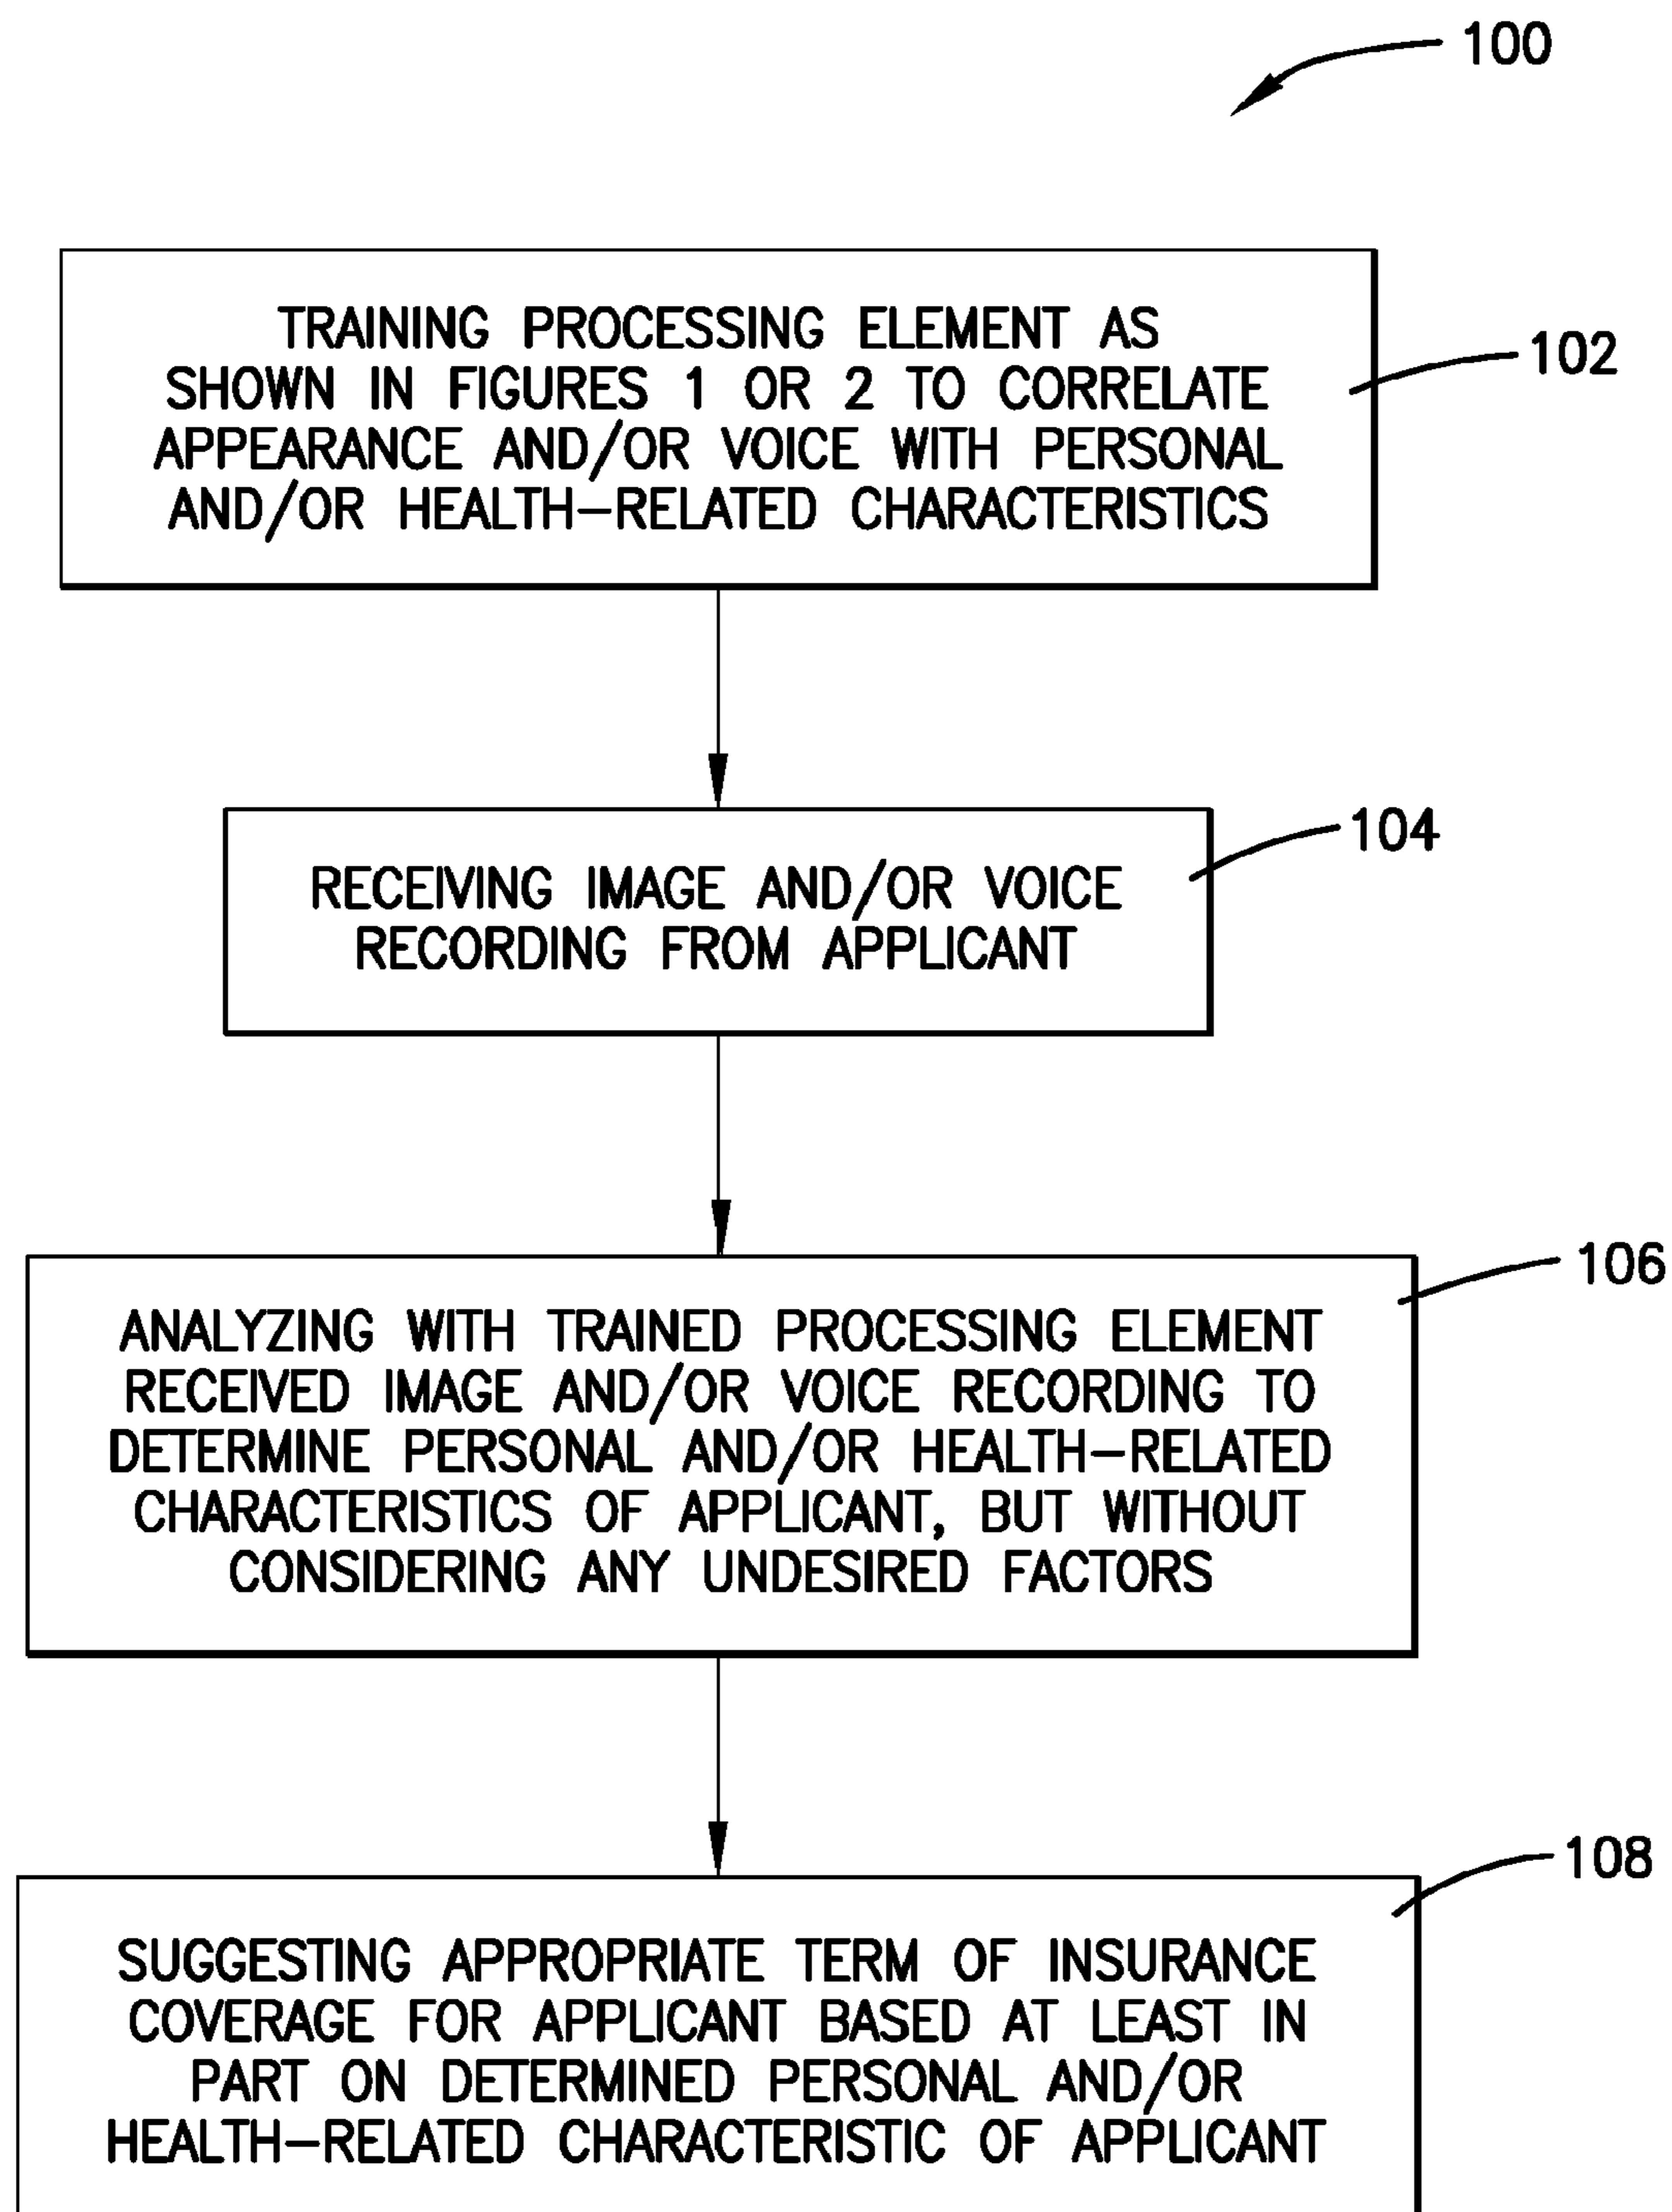 100
TRAINING PROCESSING ELEMENT AS
SHOWN IN FIGURES 1 OR 2 TO CORRELATE
APPEARANCE AND/OR VOICE WITH PERSONAL
AND/OR HEALTH-RELATED CHARACTERISTICS
102
RECEIVING IMAGE AND/OR VOICE
RECORDING FROM APPLICANT
104
ANALYZING WITH TRAINED PROCESSING ELEMENT
RECEIVED IMAGE AND/OR VOICE RECORDING TO
DETERMINE PERSONAL AND/OR HEALTH-RELATED
CHARACTERISTICS OF APPLICANT, BUT WITHOUT
CONSIDERING ANY UNDESIRED FACTORS
106
SUGGESTING APPROPRIATE TERM OF INSURANCE
COVERAGE FOR APPLICANT BASED AT LEAST IN
PART ON DETERMINED PERSONAL AND/OR
HEALTH-RELATED CHARACTERISTIC OF APPLICANT
108